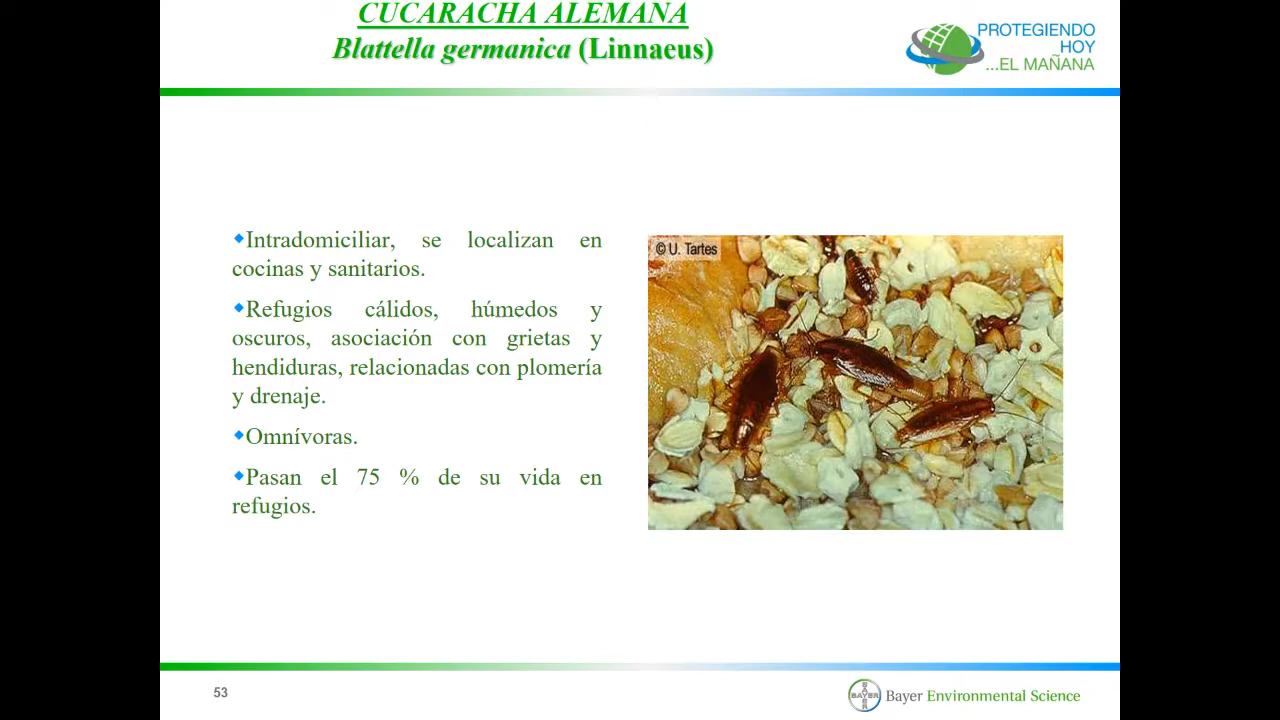 CUCARACHA ALEMANA
Blattella germanica (Linnaeus)
PROTEGIENDO
HOY
...EL MAÑANA
Intradomiciliar, se localizan en
cocinas y sanitarios.
Refugios cálidos, húmedos y
oscuros, asociación con grietas y
hendiduras, relacionadas con plomería
y drenaje.
Omnívoras.
Pasan el 75 % de su vida en
refugios.
© U. Tartes
53
BAYER
BAYER
Bayer Environmental Science